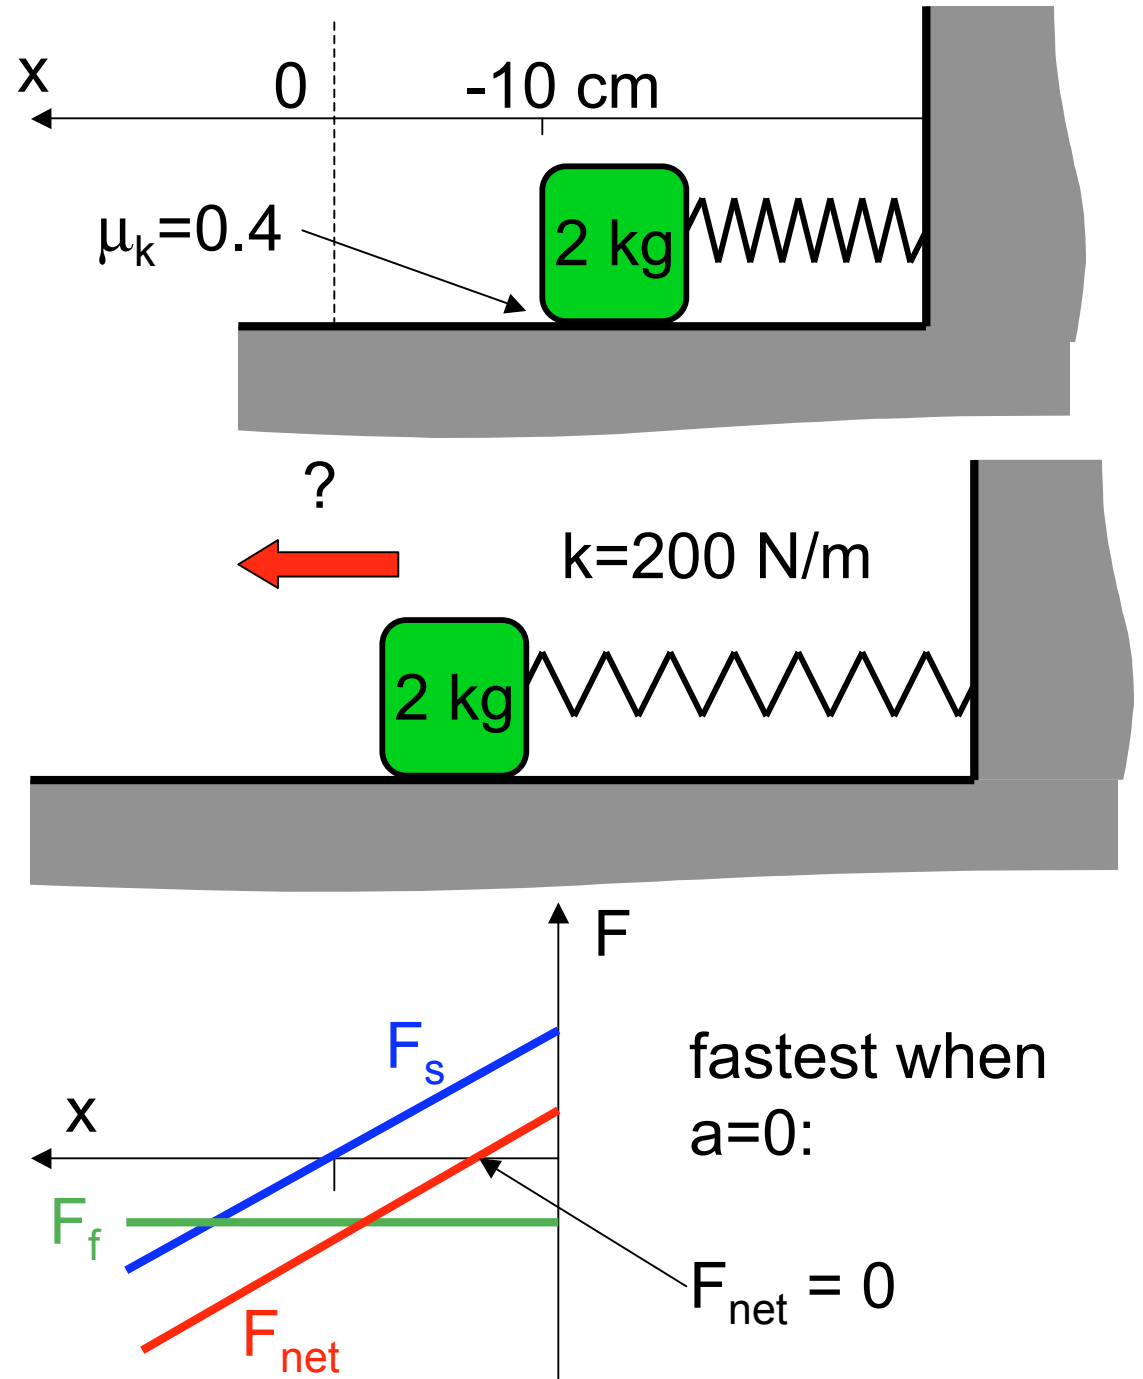 x 0 -10 cm
μk=0.4
2 kg
?
k=200 N/m
2 kg
F
Fs
fastest when
x
a=0:
Ff
Fnet = 0
Fnet